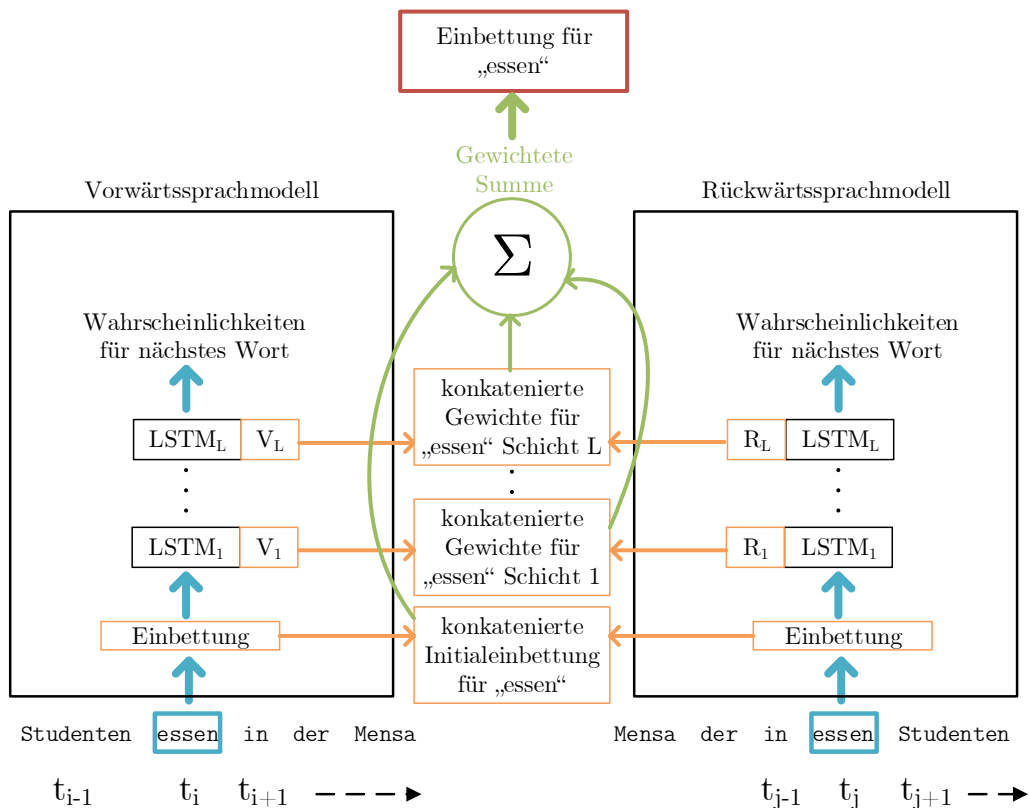 Einbettung für
„essen“
Gewichtete
Summe
Σ
Vorwärtssprachmodell
Wahrscheinlichkeiten
für nächstes Wort
LSTM_L V_L
LSTM_1 V_1
Einbettung
konkatenierte
Gewichte für
„essen“ Schicht L
konkatenierte
Gewichte für
„essen“ Schicht 1
konkatenierte
Initialeinbettung
für „essen“
Rückwärtssprachmodell
Wahrscheinlichkeiten
für nächstes Wort
R_L LSTM_L
R_1 LSTM_1
Einbettung
Studenten essen in der Mensa
t_i-1 t_i t_i+1
Mensa der in essen Studenten
t_j-1 t_j t_j+1